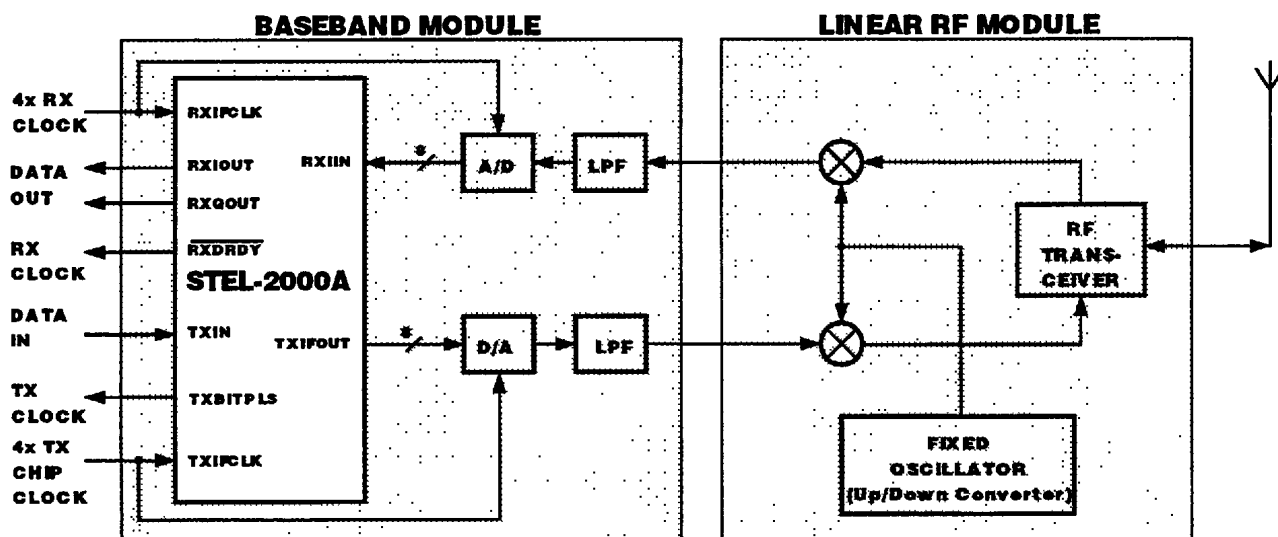 BASEBAND MODULE
LINEAR RF MODULE
4x RX
CLOCK
DATA
OUT
RX
CLOCK
DATA
IN
TX
CLOCK
4x TX
CHIP
CLOCK
RXIFCLK
RXIOUT
RXQOUT
RXDRDY
STEL-2000A
TXIN
TXBITPLS
TXIFCLK
RXIIN
TXIFOUT
8
A/D
LPF
8
D/A
LPF
RF
TRANS-
CEIVER
FIXED
OSCILLATOR
(Up/Down Converter)